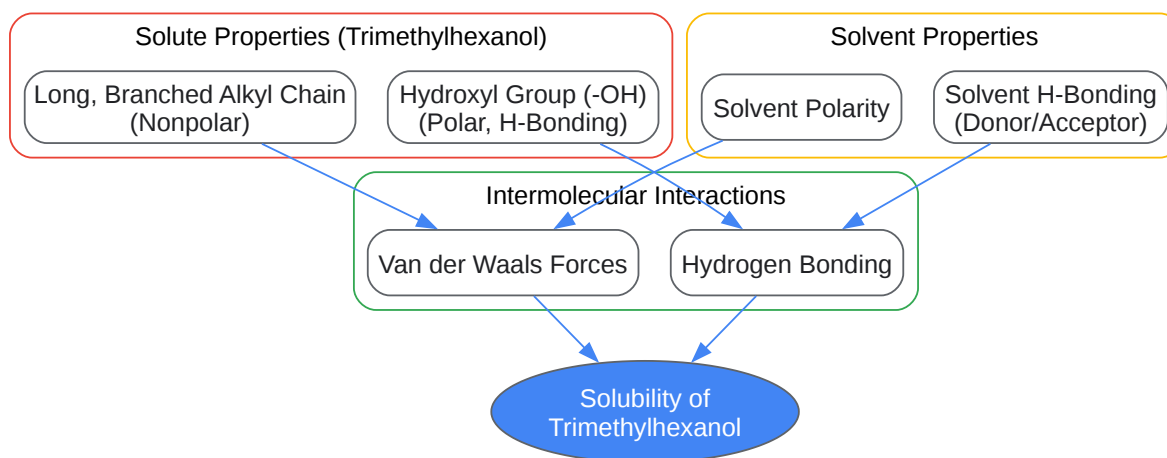 Solute Properties (Trimethylhexanol)
Long, Branched Alkyl Chain
(Nonpolar)
Hydroxyl Group (-OH)
(Polar, H-Bonding)
Solvent Properties
Solvent Polarity
Solvent H-Bonding
(Donor/Acceptor)
Intermolecular Interactions
Van der Waals Forces
Hydrogen Bonding
Solubility of
Trimethylhexanol